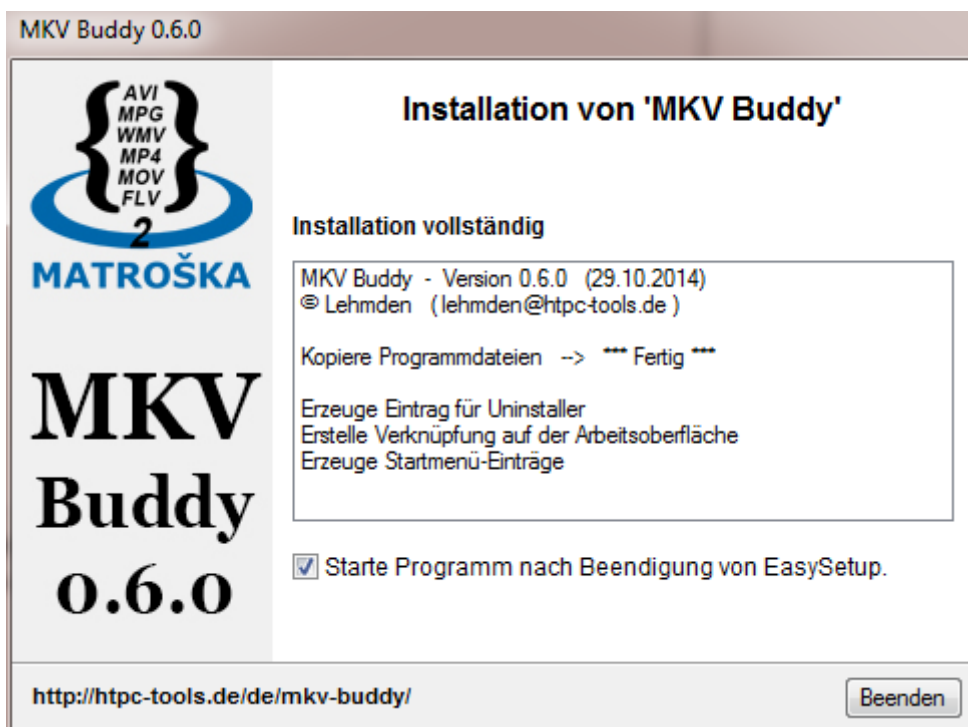 MKV Buddy 0.6.0
AVI
MPG
WMV
MP4
MOV
FLV
2
MATROŠKA
MKV
Buddy
0.6.0
Installation von 'MKV Buddy'
Installation vollständig
MKV Buddy - Version 0.6.0 (29.10.2014)
© Lehmden ( lehmden@htpc-tools.de )
Kopiere Programmdateien --> *** Fertig ***
Erzeuge Eintrag für Uninstaller
Erstelle Verknüpfung auf der Arbeitsoberfläche
Erzeuge Startmenü-Einträge
Starte Programm nach Beendigung von EasySetup.
http://htpc-tools.de/de/mkv-buddy/
Beenden